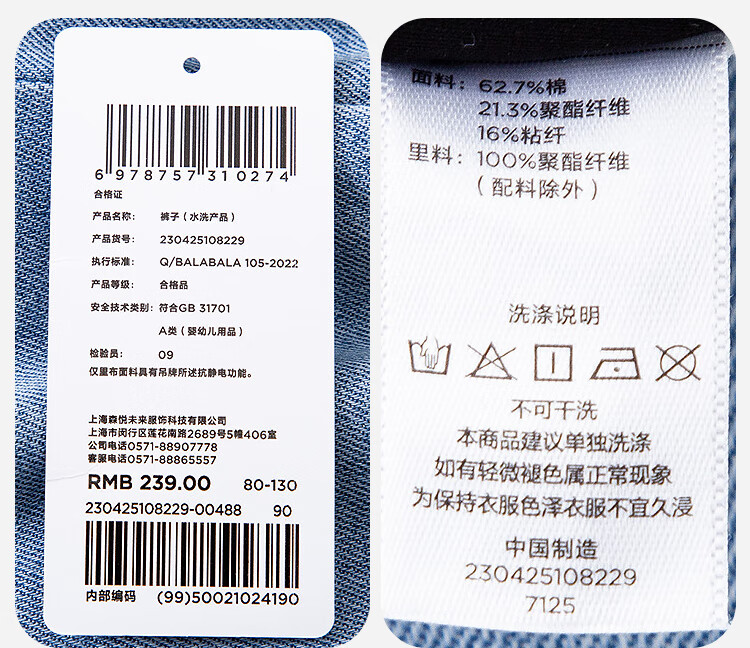 6 978757 310274
合格证
产品名称： 裤子（水洗产品）
产品货号： 230425108229
执行标准： Q/BALABALA 105-2022
产品等级： 合格品
安全技术类别：符合GB 31701
A类（婴幼儿用品）
检验员： 09
仅里布面料具有吊牌所述抗静电功能。
上海森悦未来服饰科技有限公司
上海市闵行区莲花南路2689号5幢406室
公司电话0571-88907778
客服电话0571-88865557
RMB 239.00 80-130
230425108229-00488 90
内部编码 (99)50021024190
面料：62.7%棉
21.3%聚酯纤维
16%粘纤
里料：100%聚酯纤维
（配料除外）
洗涤说明
不可干洗
本商品建议单独洗涤
如有轻微褪色属正常现象
为保持衣服色泽衣服不宜久浸
中国制造
230425108229
7125